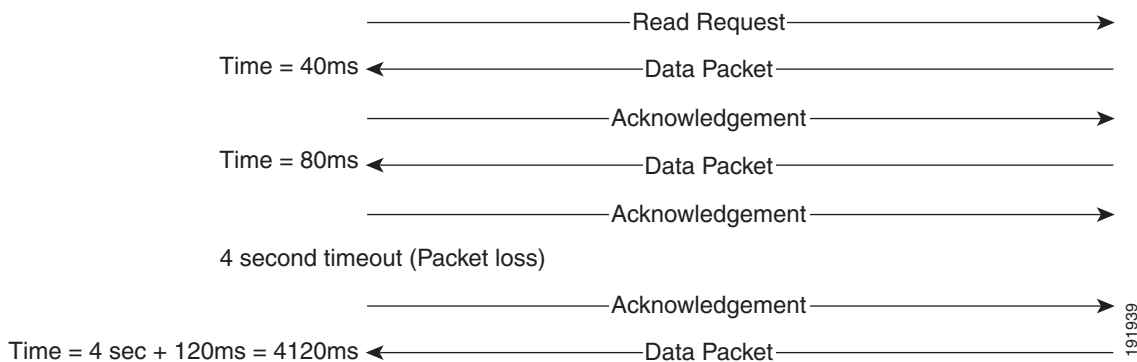 Read Request
Time = 40ms
Data Packet
Acknowledgement
Time = 80ms
Data Packet
Acknowledgement
4 second timeout (Packet loss)
Acknowledgement
Time = 4 sec + 120ms = 4120ms
Data Packet
191939